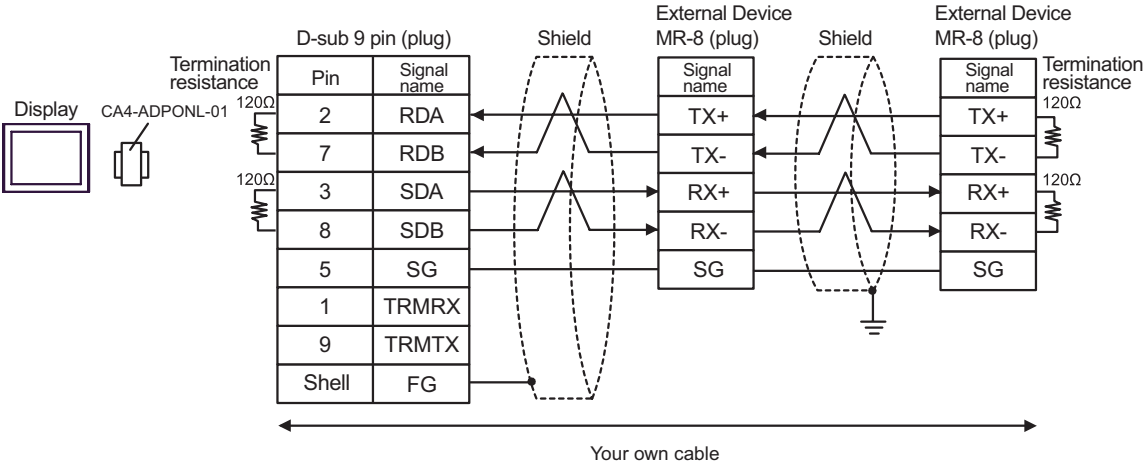 External Device
External Device
D-sub 9 pin (plug)
Shield
MR-8 (plug)
Shield
MR-8 (plug)
Termination
resistance
Pin
Signal
name
Signal
name
Signal
name
Termination
resistance
Display
CA4-ADPONL-01
120Ω
2
RDA
TX+
TX+
120Ω
7
RDB
TX-
TX-
120Ω
3
SDA
RX+
RX+
120Ω
8
SDB
RX-
RX-
5
SG
SG
SG
1
TRMRX
9
TRMTX
Shell
FG
Your own cable